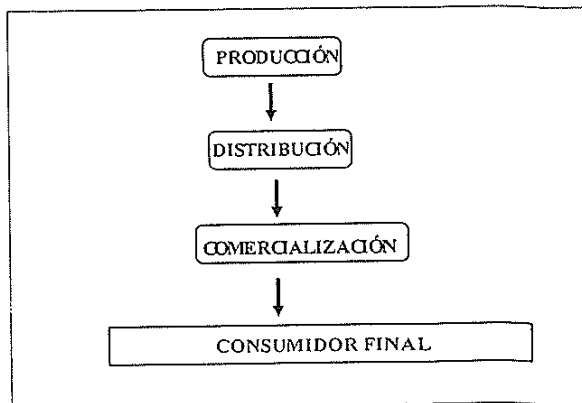 PRODUCCIÓN
DISTRIBUCIÓN
COMERCIALIZACIÓN
CONSUMIDOR FINAL